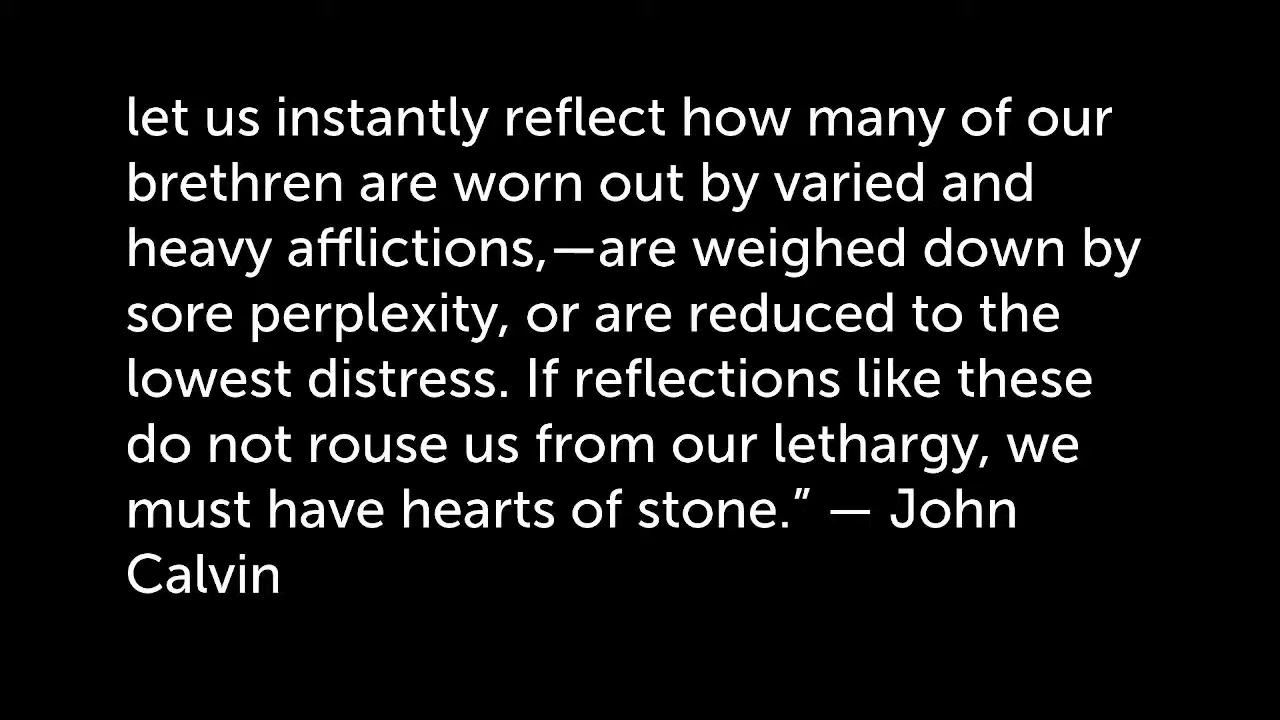 let us instantly reflect how many of our
brethren are worn out by varied and
heavy afflictions,—are weighed down by
sore perplexity, or are reduced to the
lowest distress. If reflections like these
do not rouse us from our lethargy, we
must have hearts of stone.” — John
Calvin